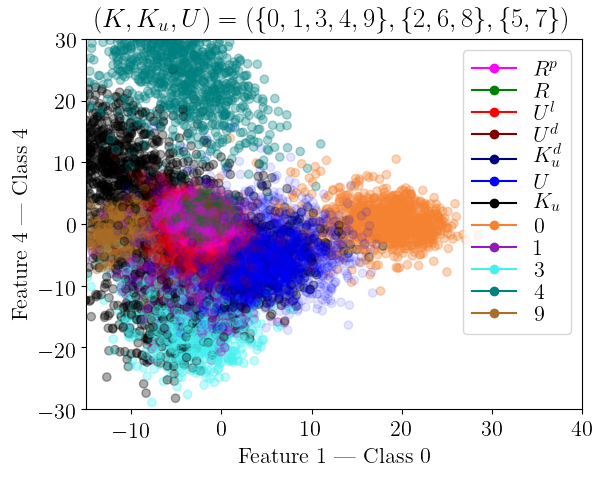 (K, K_u, U) = ({0, 1, 3, 4, 9}, {2, 6, 8}, {5, 7})
30
20
10
0
−10
−20
−30
Feature 4 — Class 4
−10
0
10
20
30
40
Feature 1 — Class 0
R^p
R
U^l
U^d
K_u^d
U
K_u
0
1
3
4
9